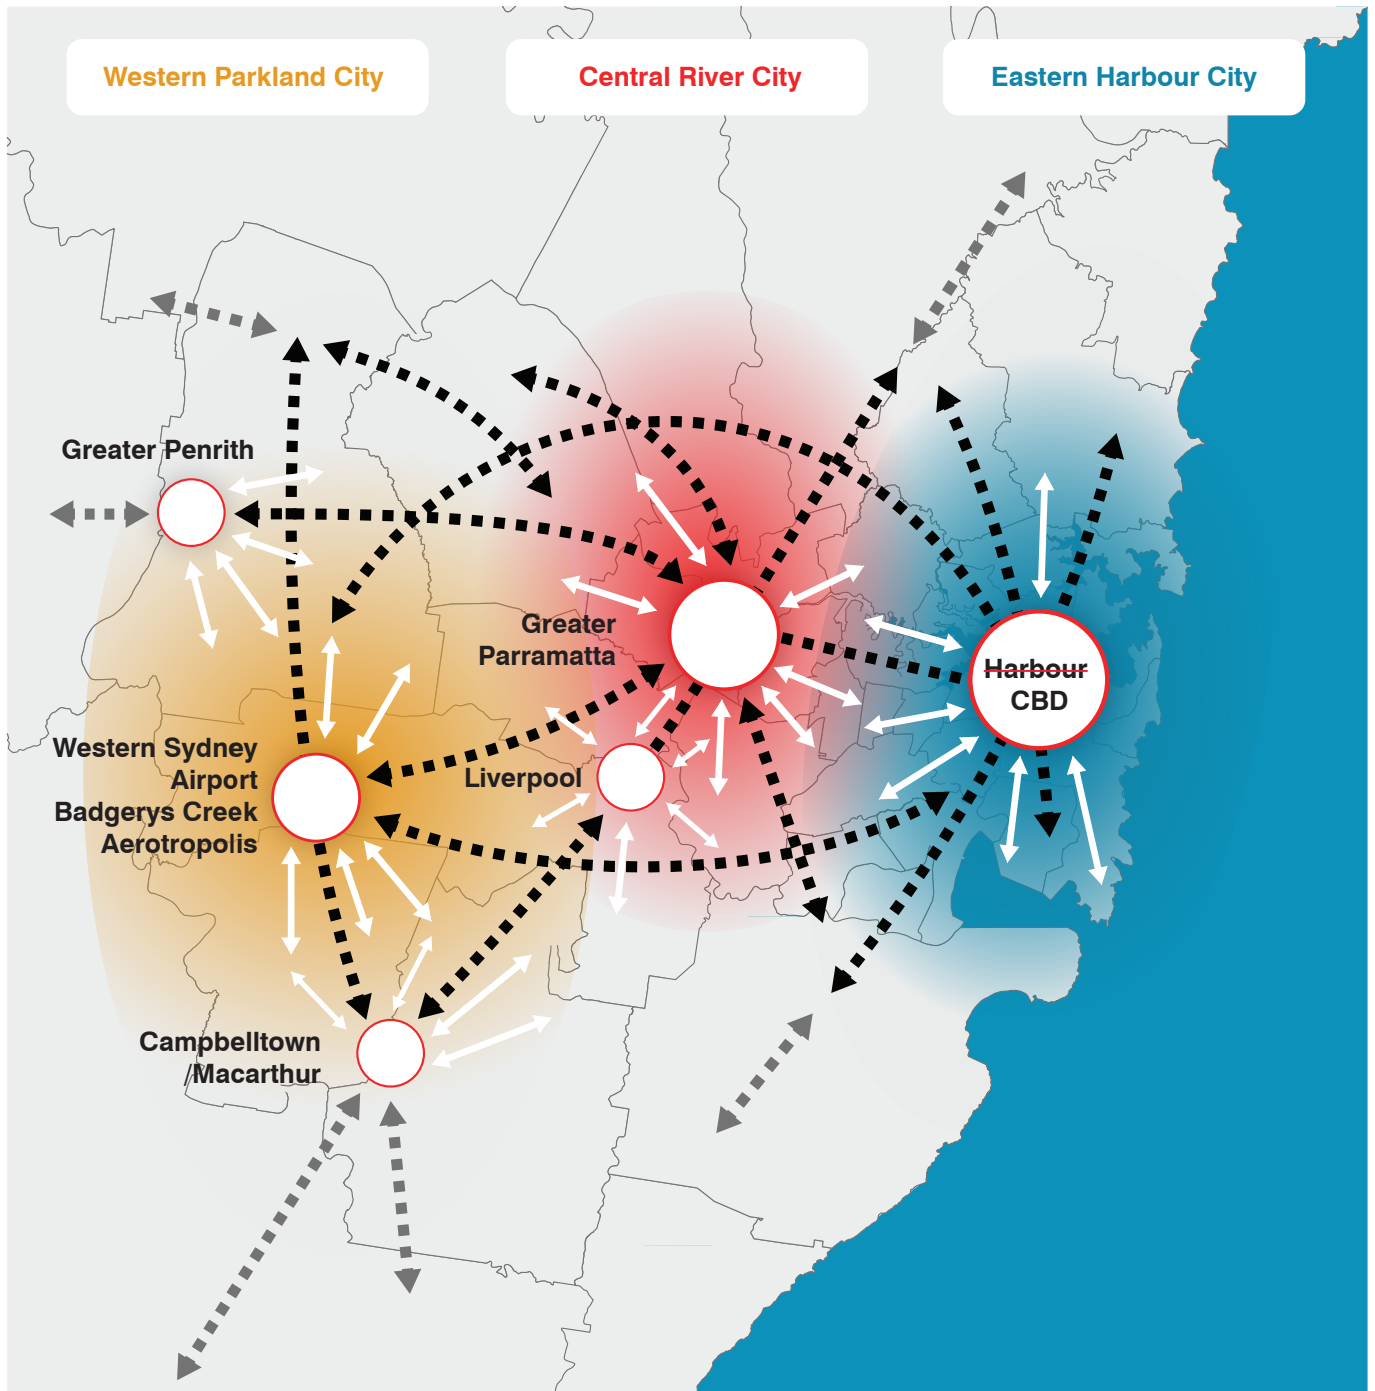 Western Parkland City
Central River City
Eastern Harbour City
Greater Penrith
Greater
Parramatta
Harbour
CBD
Western Sydney
Airport
Badgerys Creek
Aerotropolis
Liverpool
Campbelltown
/Macarthur